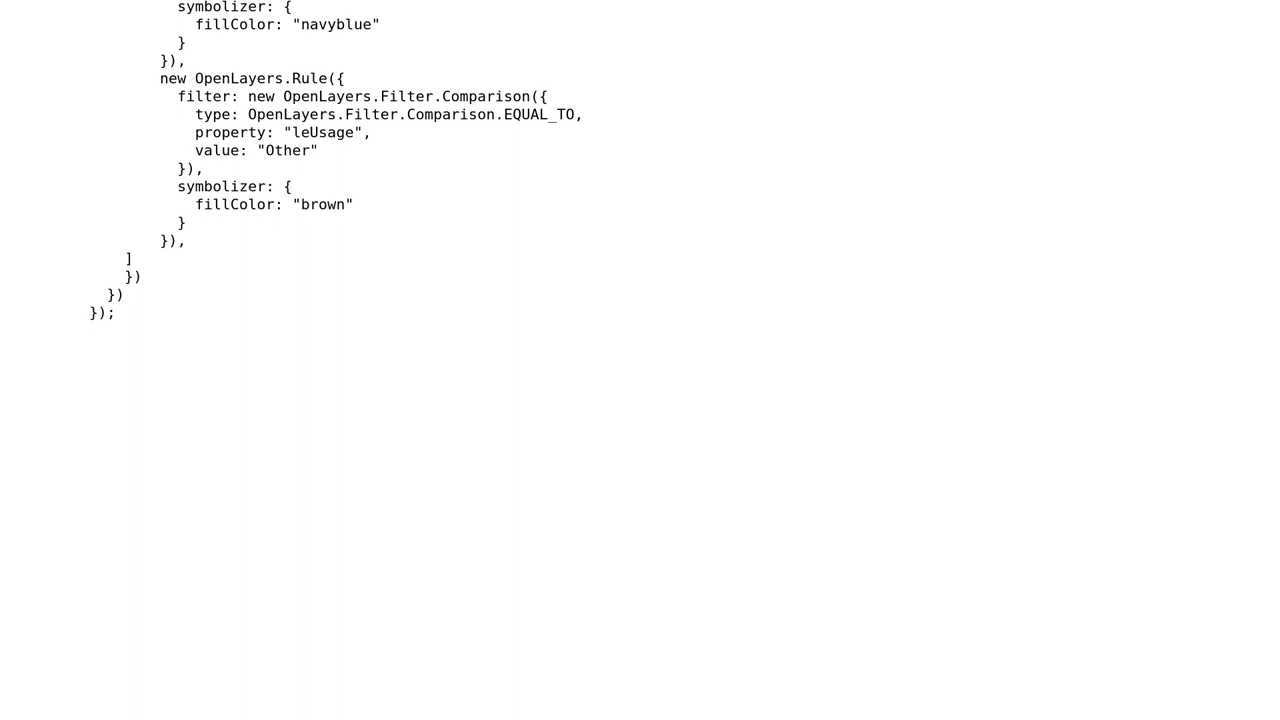 symbolizer: {
fillColor: "navyblue"
}
}),
new OpenLayers.Rule({
filter: new OpenLayers.Filter.Comparison({
type: OpenLayers.Filter.Comparison.EQUAL_TO,
property: "leUsage",
value: "Other"
}),
symbolizer: {
fillColor: "brown"
}
}),
]
})
})
});